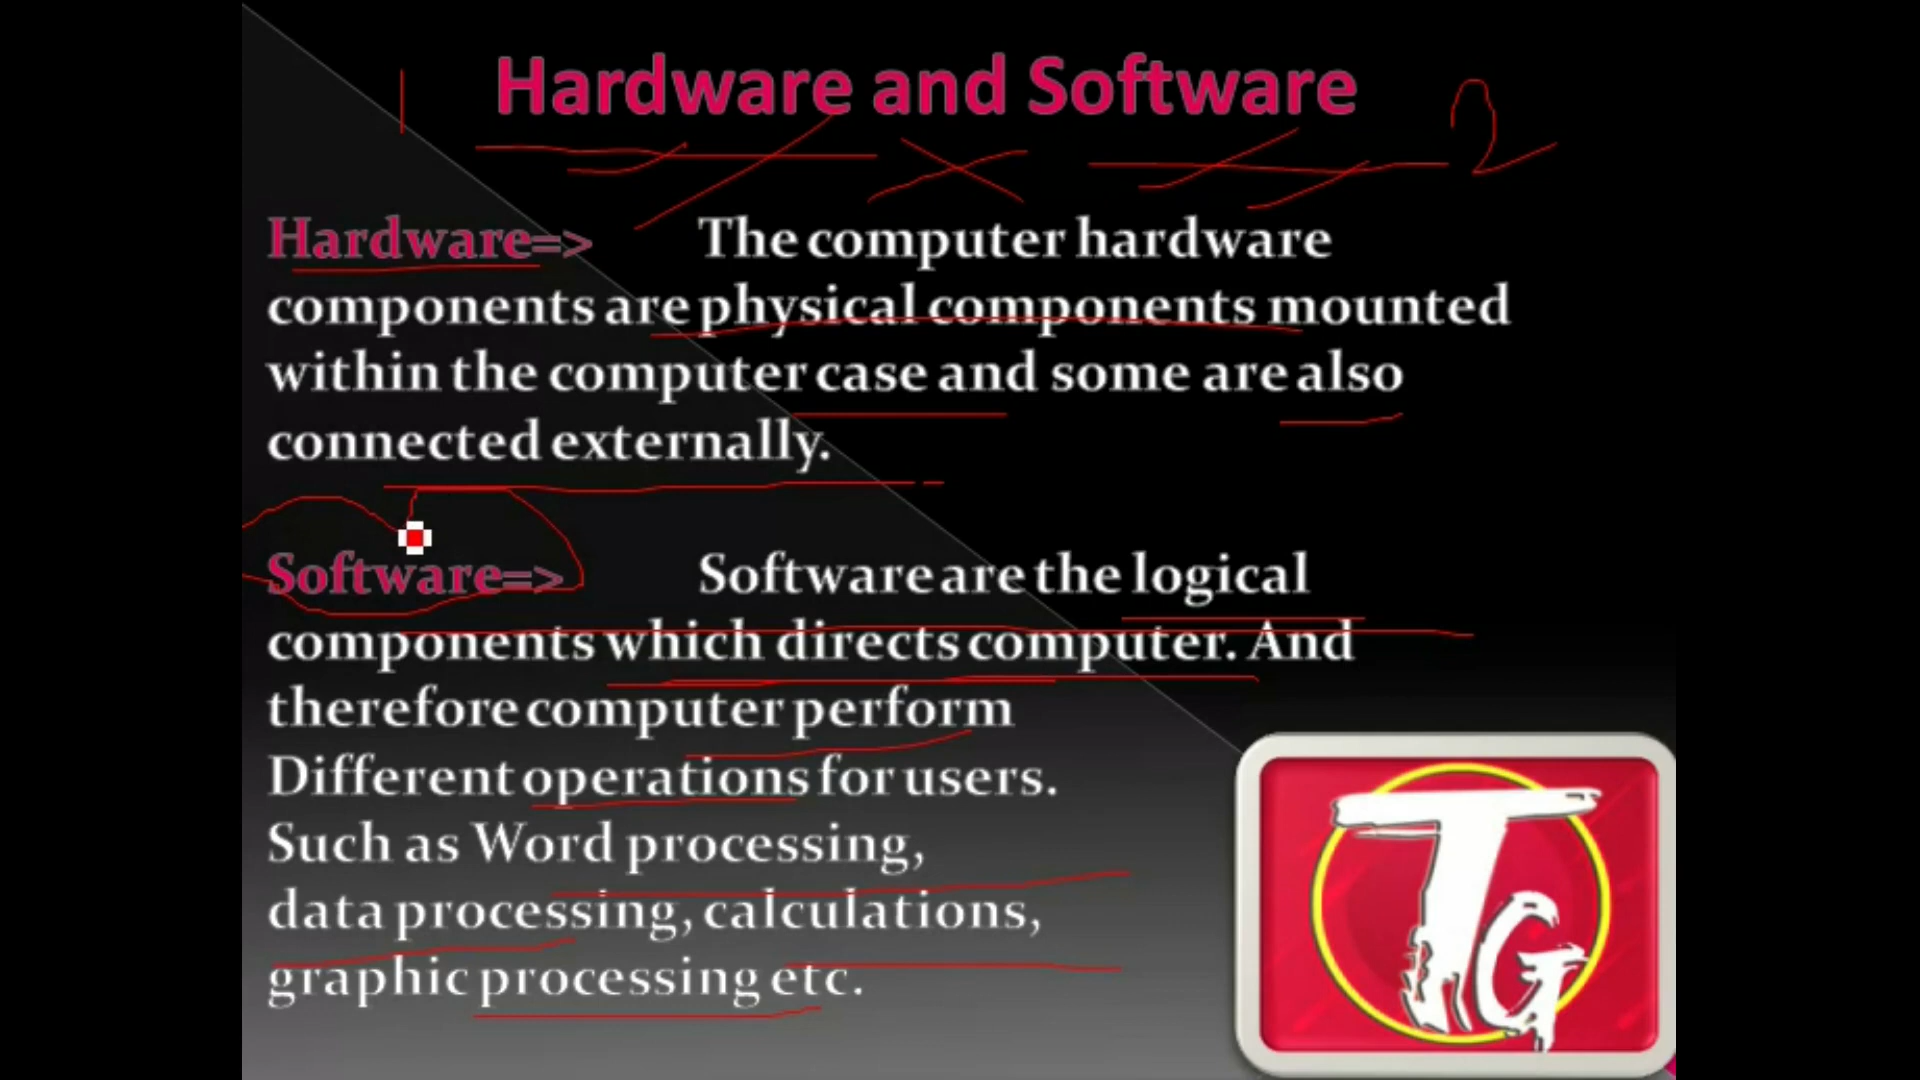 Hardware and Software
1
2
Hardware=> The computer hardware
components are physical components mounted
within the computer case and some are also
connected externally.
Software=> Software are the logical
components which directs computer. And
therefore computer perform
Different operations for users.
Such as Word processing,
data processing, calculations,
graphic processing etc.
TG